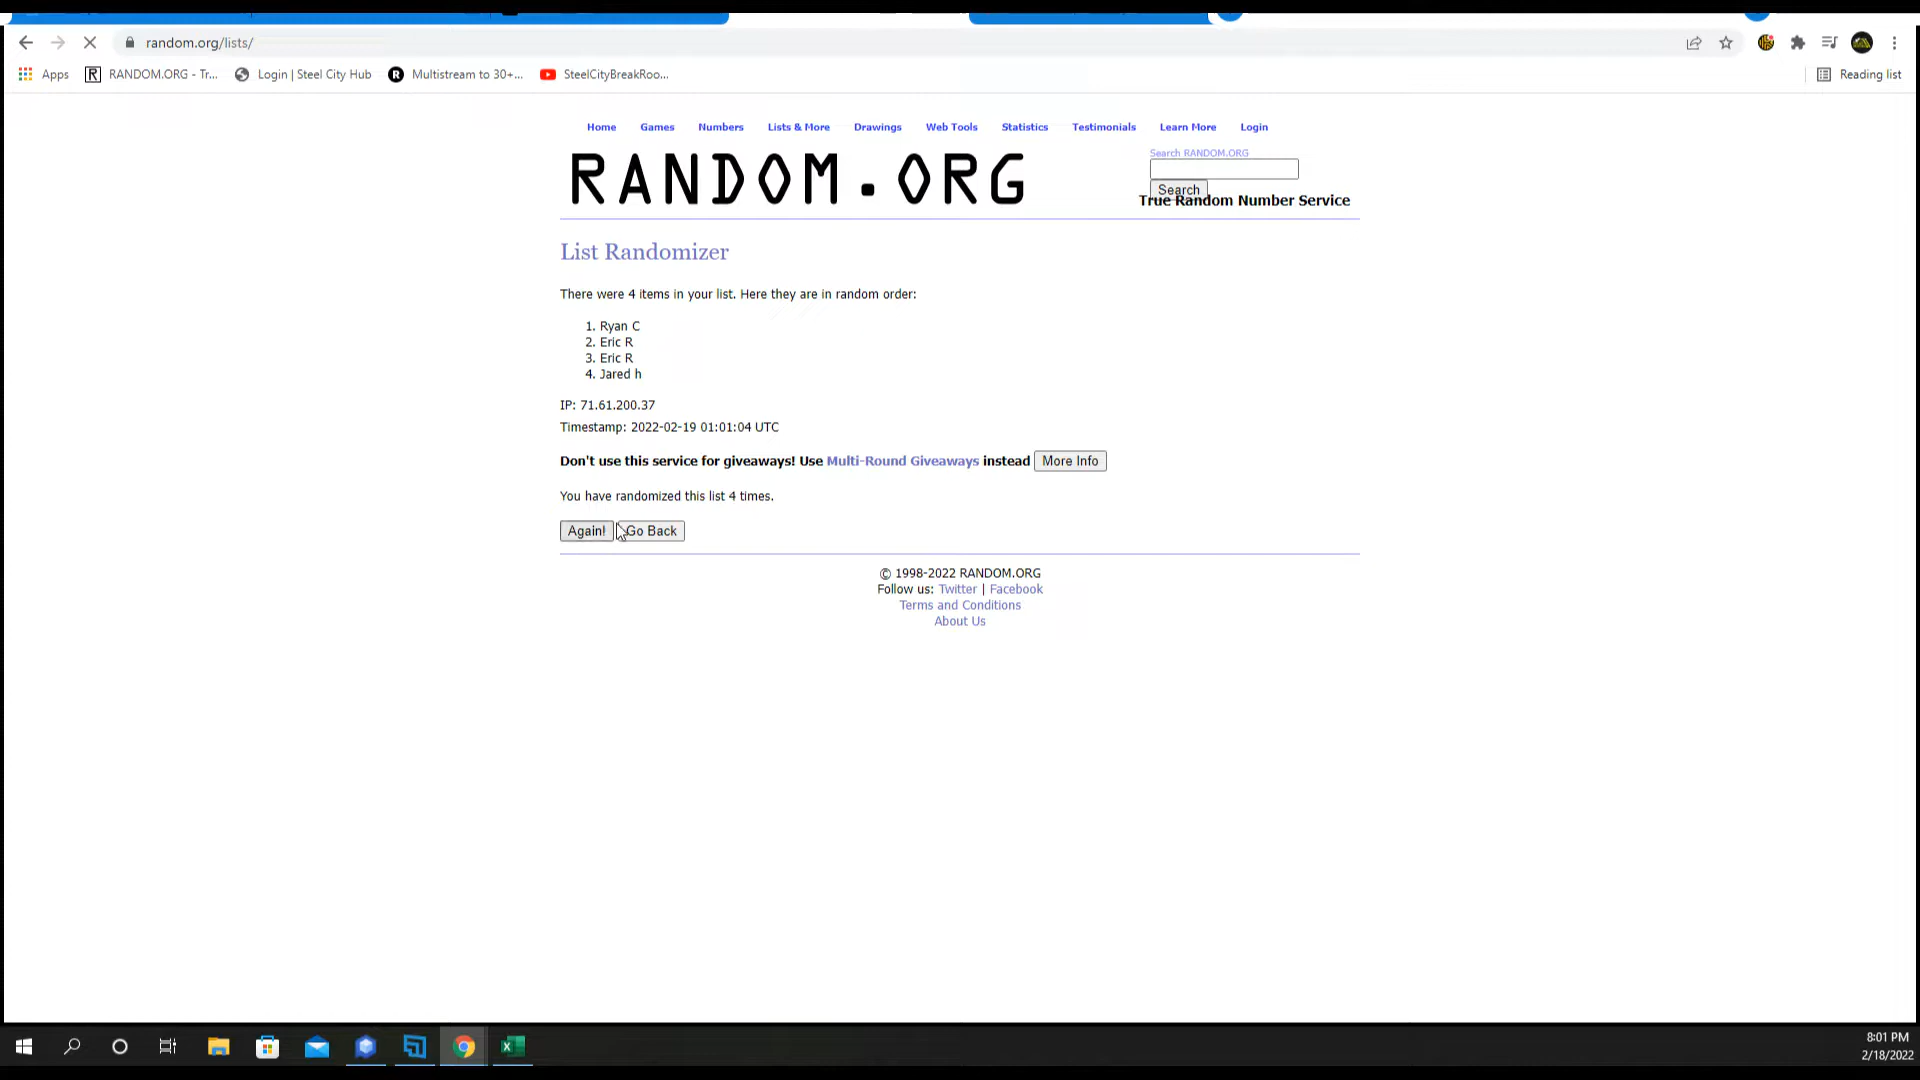 random.org/lists/
Apps
RANDOM.ORG - Tr...
Login | Steel City Hub
Multistream to 30+...
SteelCityBreakRoo...
Reading list
Home Games Numbers Lists & More Drawings Web Tools Statistics Testimonials Learn More Login
RANDOM.ORG
Search RANDOM.ORG
Search
True Random Number Service
List Randomizer
There were 4 items in your list. Here they are in random order:
1. Ryan C
2. Eric R
3. Eric R
4. Jared h
IP: 71.61.200.37
Timestamp: 2022-02-19 01:01:04 UTC
Don't use this service for giveaways! Use Multi-Round Giveaways instead More Info
You have randomized this list 4 times.
Again! Go Back
© 1998-2022 RANDOM.ORG
Follow us: Twitter | Facebook
Terms and Conditions
About Us
8:01 PM
2/18/2022